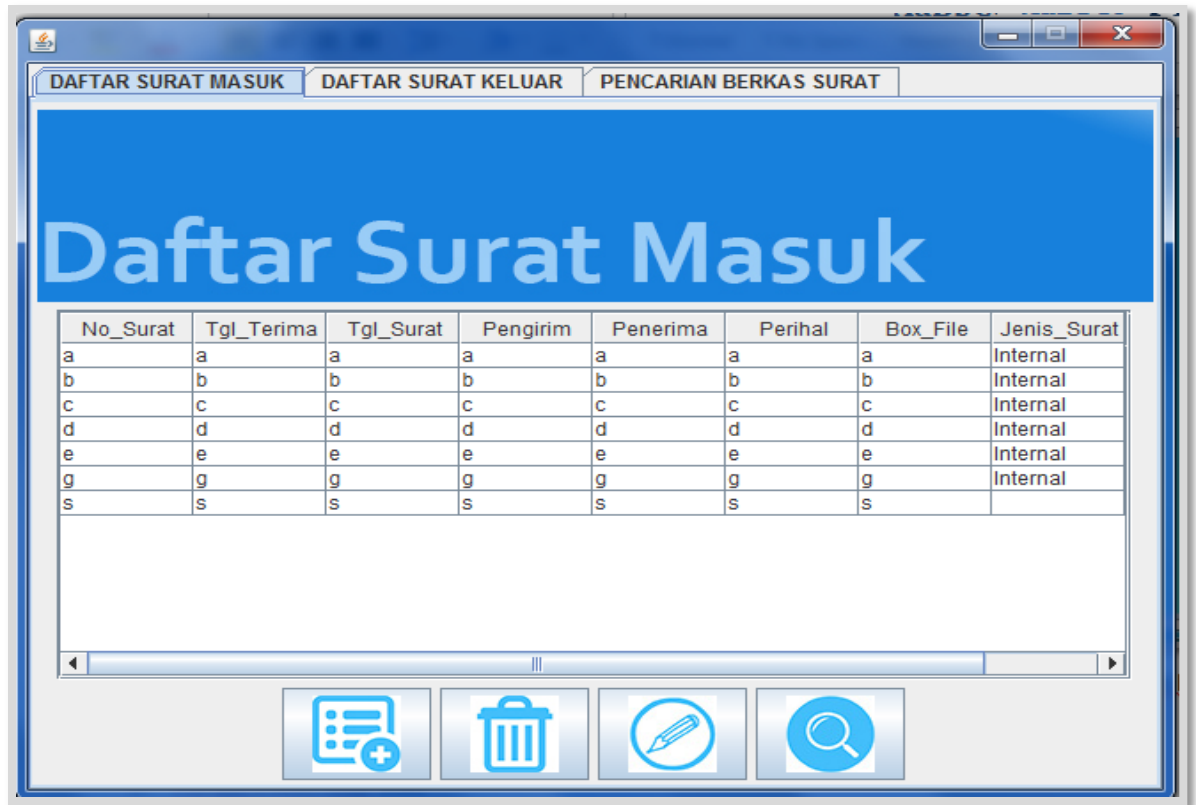 DAFTAR SURAT MASUK DAFTAR SURAT KELUAR PENCARIAN BERKAS SURAT
Daftar Surat Masuk
No_Surat Tgl_Terima Tgl_Surat Pengirim Penerima Perihal Box_File Jenis_Surat
a a a a a a a Internal
b b b b b b b Internal
c c c c c c c Internal
d d d d d d d Internal
e e e e e e e Internal
g g g g g g g Internal
s s s s s s s